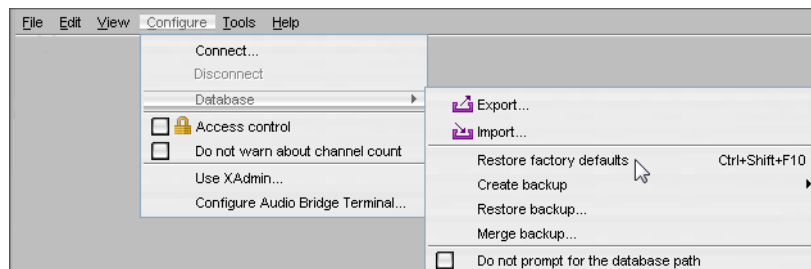 File Edit View Configure Tools Help
Connect...
Disconnect
Database
Access control
Do not warn about channel count
Use XAdmin...
Configure Audio Bridge Terminal...
Export...
Import...
Restore factory defaults Ctrl+Shift+F10
Create backup
Restore backup...
Merge backup...
Do not prompt for the database path